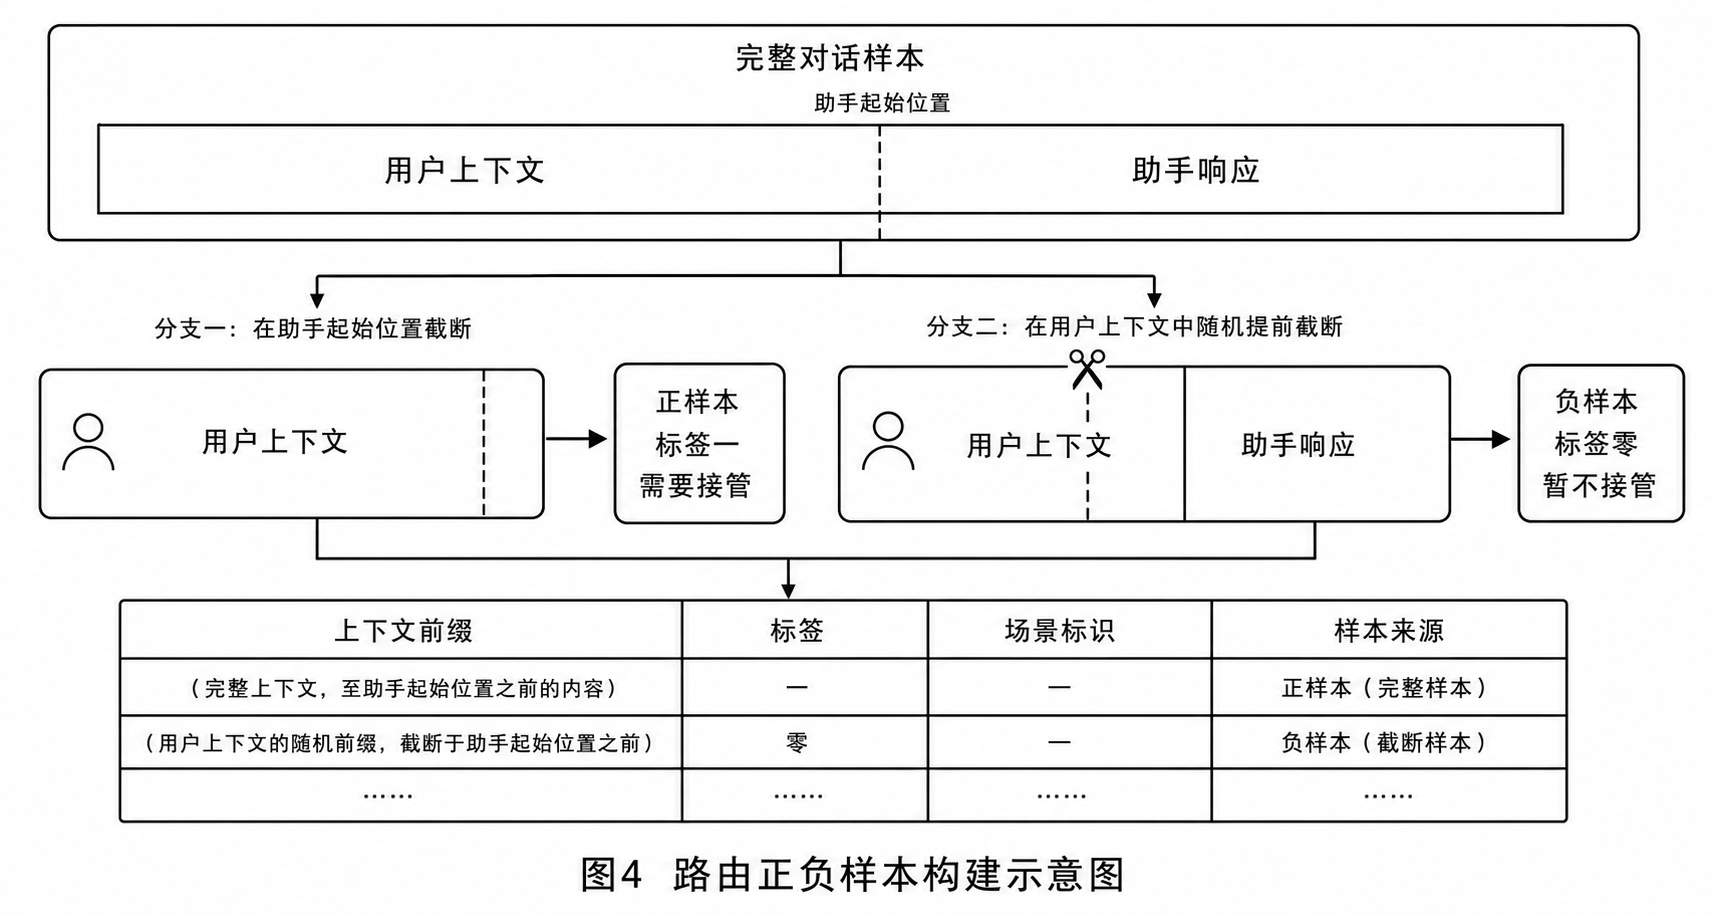 完整对话样本
助手起始位置
用户上下文 助手响应
分支一：在助手起始位置截断
分支二：在用户上下文中随机提前截断
用户上下文
正样本
标签一
需要接管
用户上下文 助手响应
负样本
标签零
暂不接管
上下文前缀 标签 场景标识 样本来源
（完整上下文，至助手起始位置之前的内容） 一 — 正样本（完整样本）
（用户上下文的随机前缀，截断于助手起始位置之前） 零 — 负样本（截断样本）
…… …… …… ……
图4 路由正负样本构建示意图